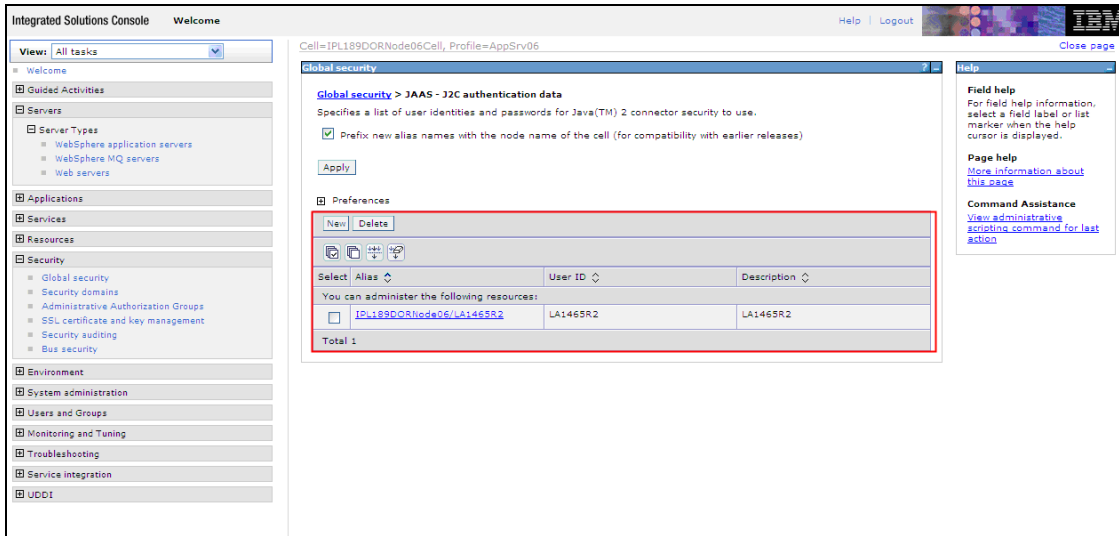 Integrated Solutions Console Welcome Help | Logout IBM
View: All tasks
Welcome
Guided Activities
Servers
Server Types
WebSphere application servers
WebSphere MQ servers
Web servers
Applications
Services
Resources
Security
Global security
Security domains
Administrative Authorization Groups
SSL certificate and key management
Security auditing
Bus security
Environment
System administration
Users and Groups
Monitoring and Tuning
Troubleshooting
Service integration
UDDI
Cell=IPL189DORNode06Cell, Profile=AppSrv06 Close page
Global security ? -
Global security > JAAS - J2C authentication data
Specifies a list of user identities and passwords for Java(TM) 2 connector security to use.
Prefix new alias names with the node name of the cell (for compatibility with earlier releases)
Apply
Preferences
New Delete
Select Alias User ID Description
You can administer the following resources:
IPL189DORNode06/LA1465R2 LA1465R2 LA1465R2
Total 1
Help -
Field help
For field help information,
select a field label or list
marker when the help
cursor is displayed.
Page help
More information about
this page
Command Assistance
View administrative
scripting command for last
action